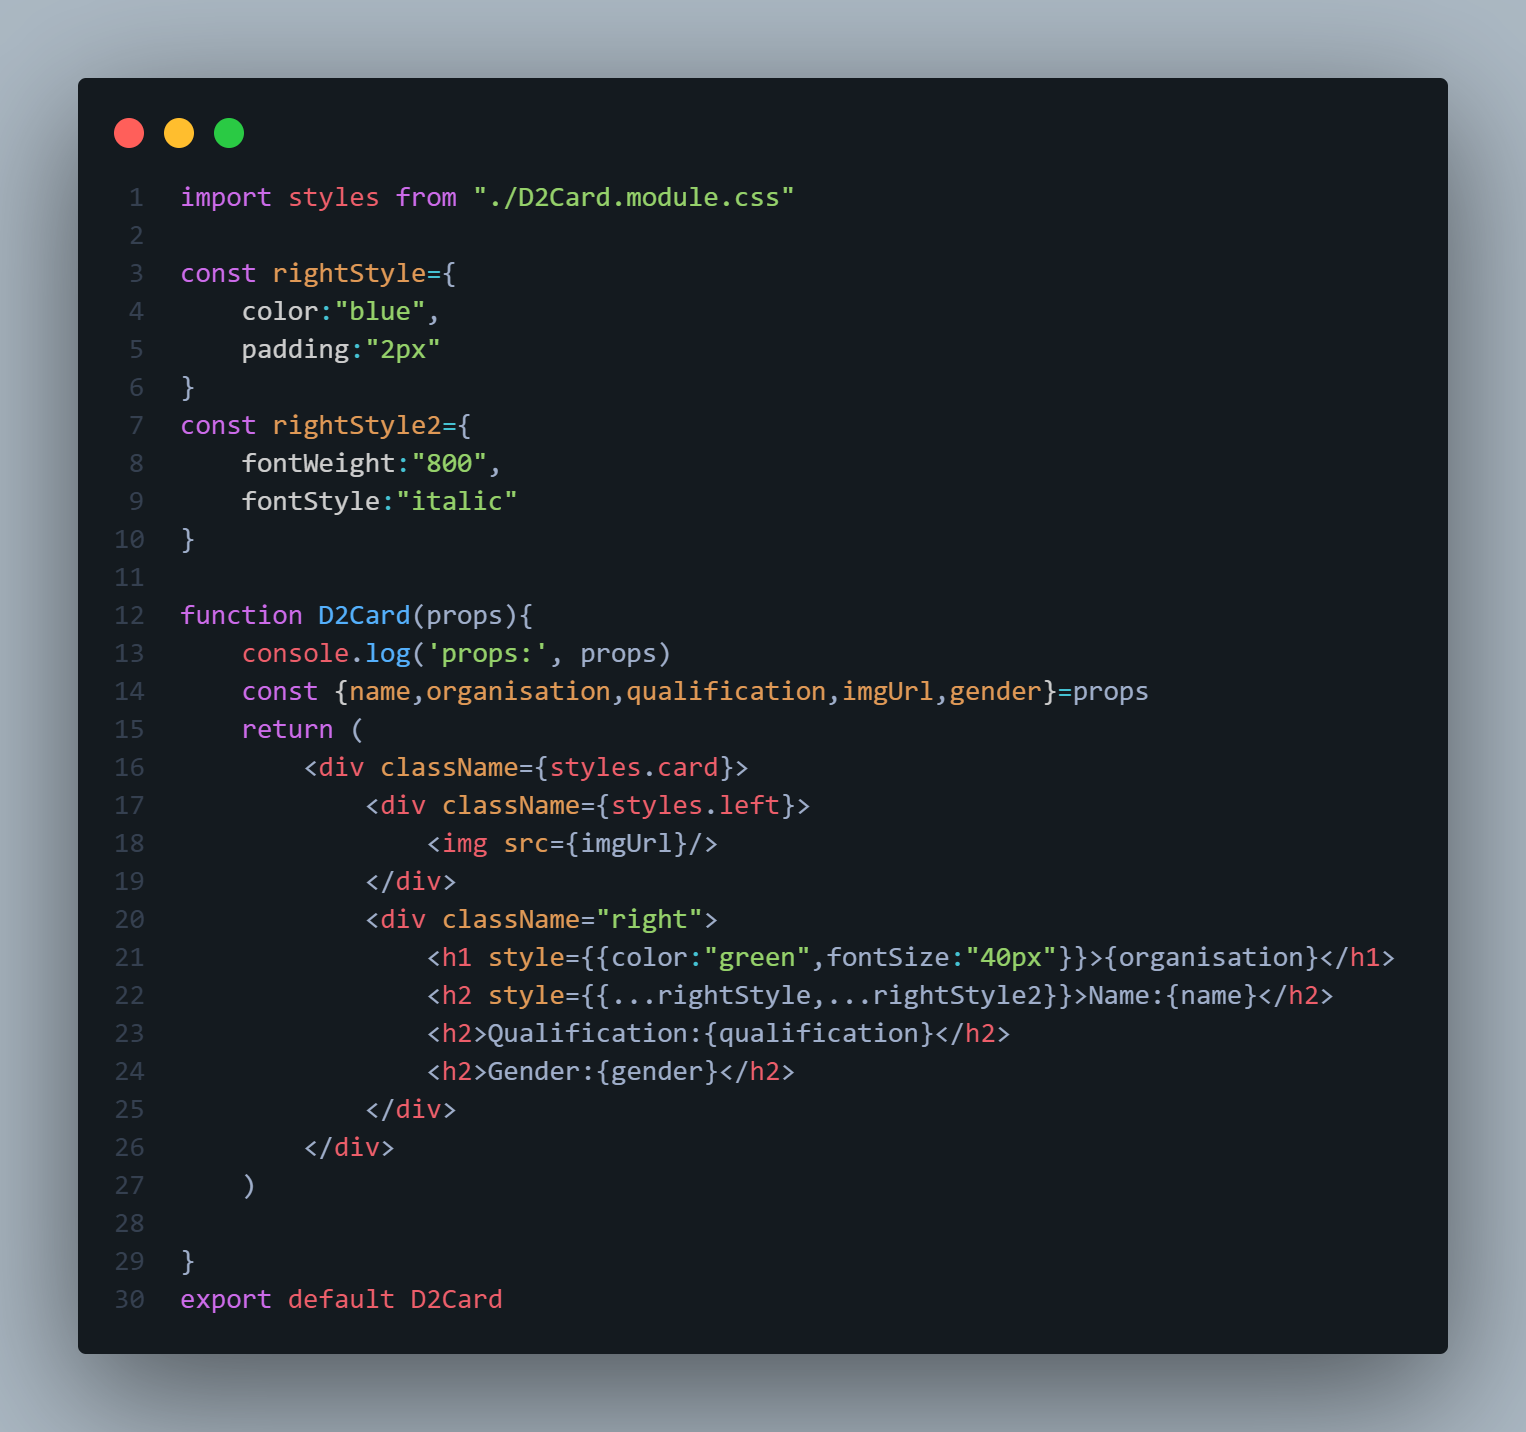 1 import styles from "./D2Card.module.css"
2
3 const rightStyle={
4     color:"blue",
5     padding:"2px"
6 }
7 const rightStyle2={
8     fontWeight:"800",
9     fontStyle:"italic"
10 }
11
12 function D2Card(props){
13     console.log('props:', props)
14     const {name,organisation,qualification,imgUrl,gender}=props
15     return (
16         <div className={styles.card}>
17             <div className={styles.left}>
18                 <img src={imgUrl}/>
19             </div>
20             <div className="right">
21                 <h1 style={{color:"green",fontSize:"40px"}}>{organisation}</h1>
22                 <h2 style={{...rightStyle,...rightStyle2}}>Name:{name}</h2>
23                 <h2>Qualification:{qualification}</h2>
24                 <h2>Gender:{gender}</h2>
25             </div>
26         </div>
27     )
28
29 }
30 export default D2Card